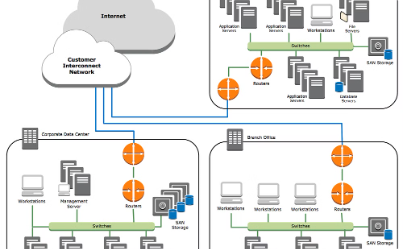 Internet
Customer
Interconnect
Network
Application
Servers
Application
Servers
Workstations
File
Servers
Switches
SAN Storage
Routers
Application
Servers
Database
Servers
Corporate Data Center
Workstations
Management
Server
Routers
SAN
Storage
Switches
Branch Office
Workstations
Workstations
Workstations
Routers
Switches
SAN Storage